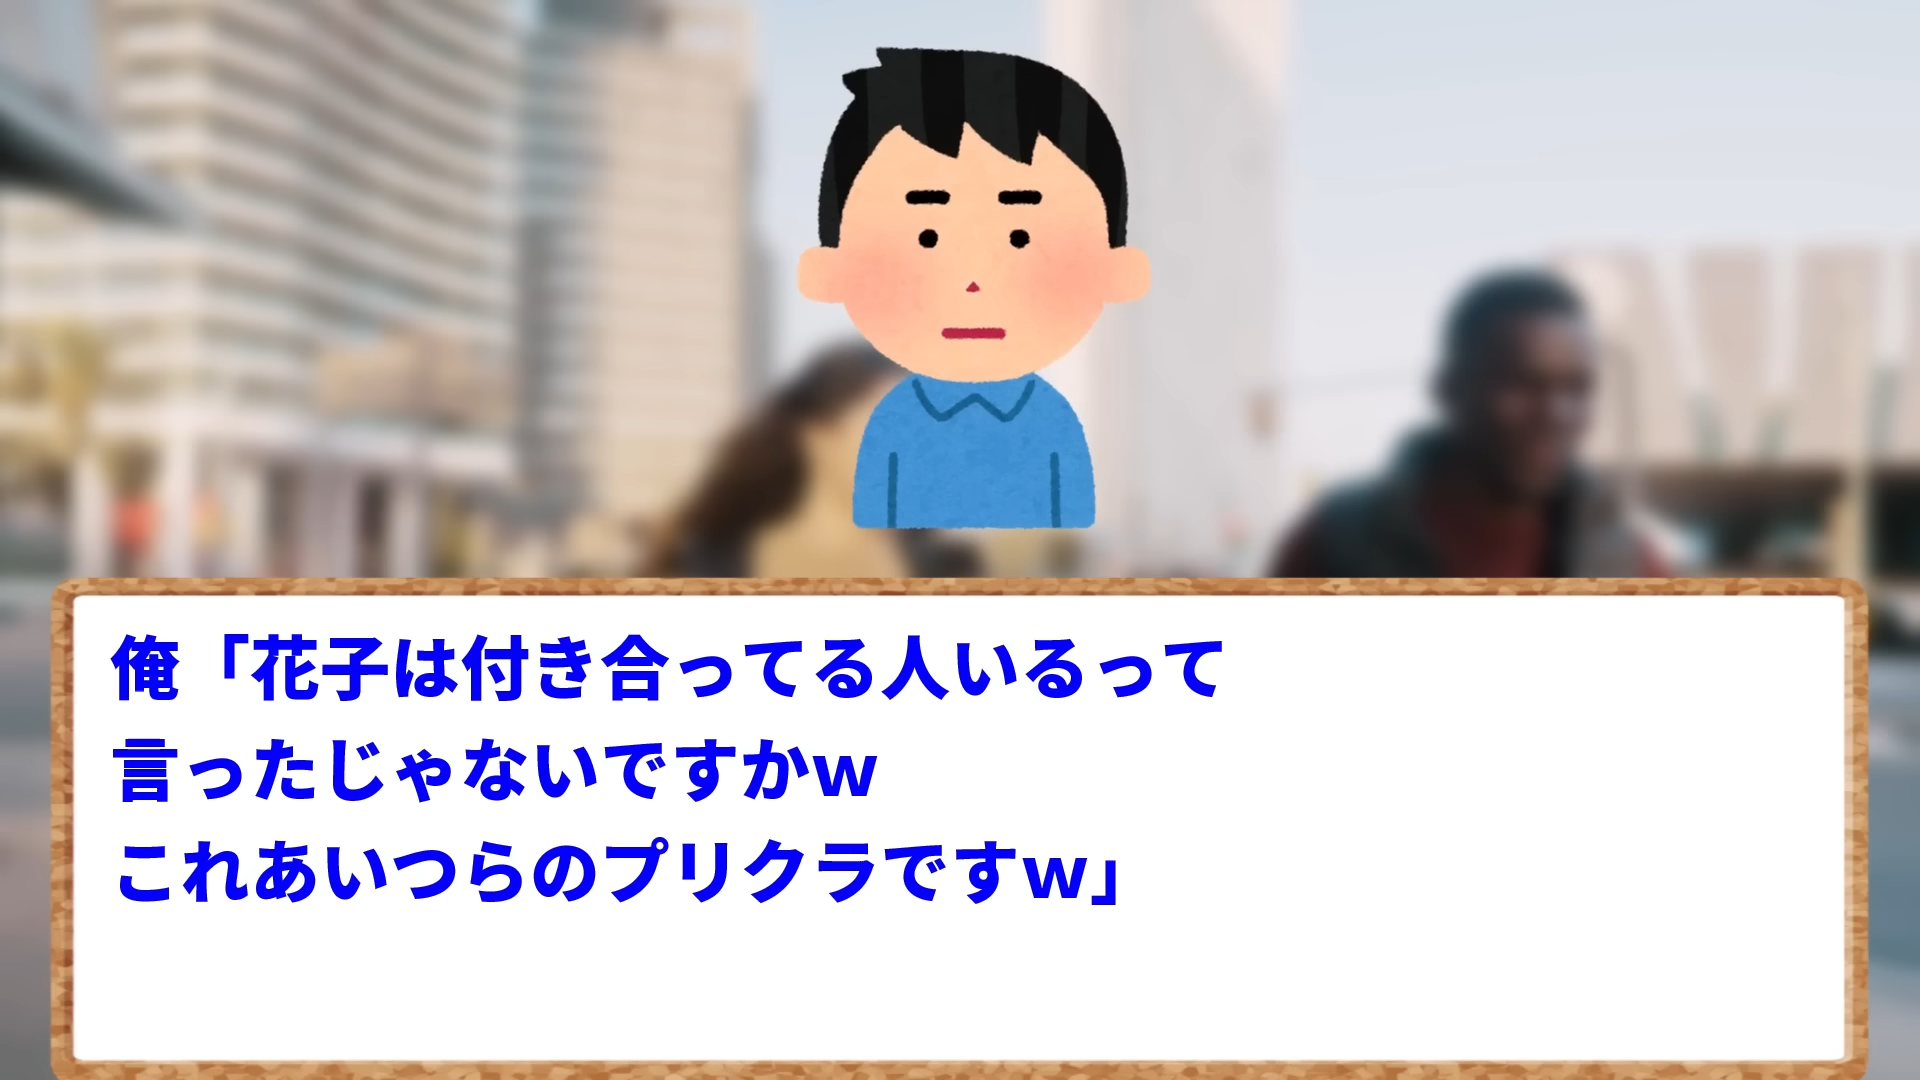 俺「花子は付き合ってる人いるって
言ったじゃないですかw
これあいつらのプリクラですw」